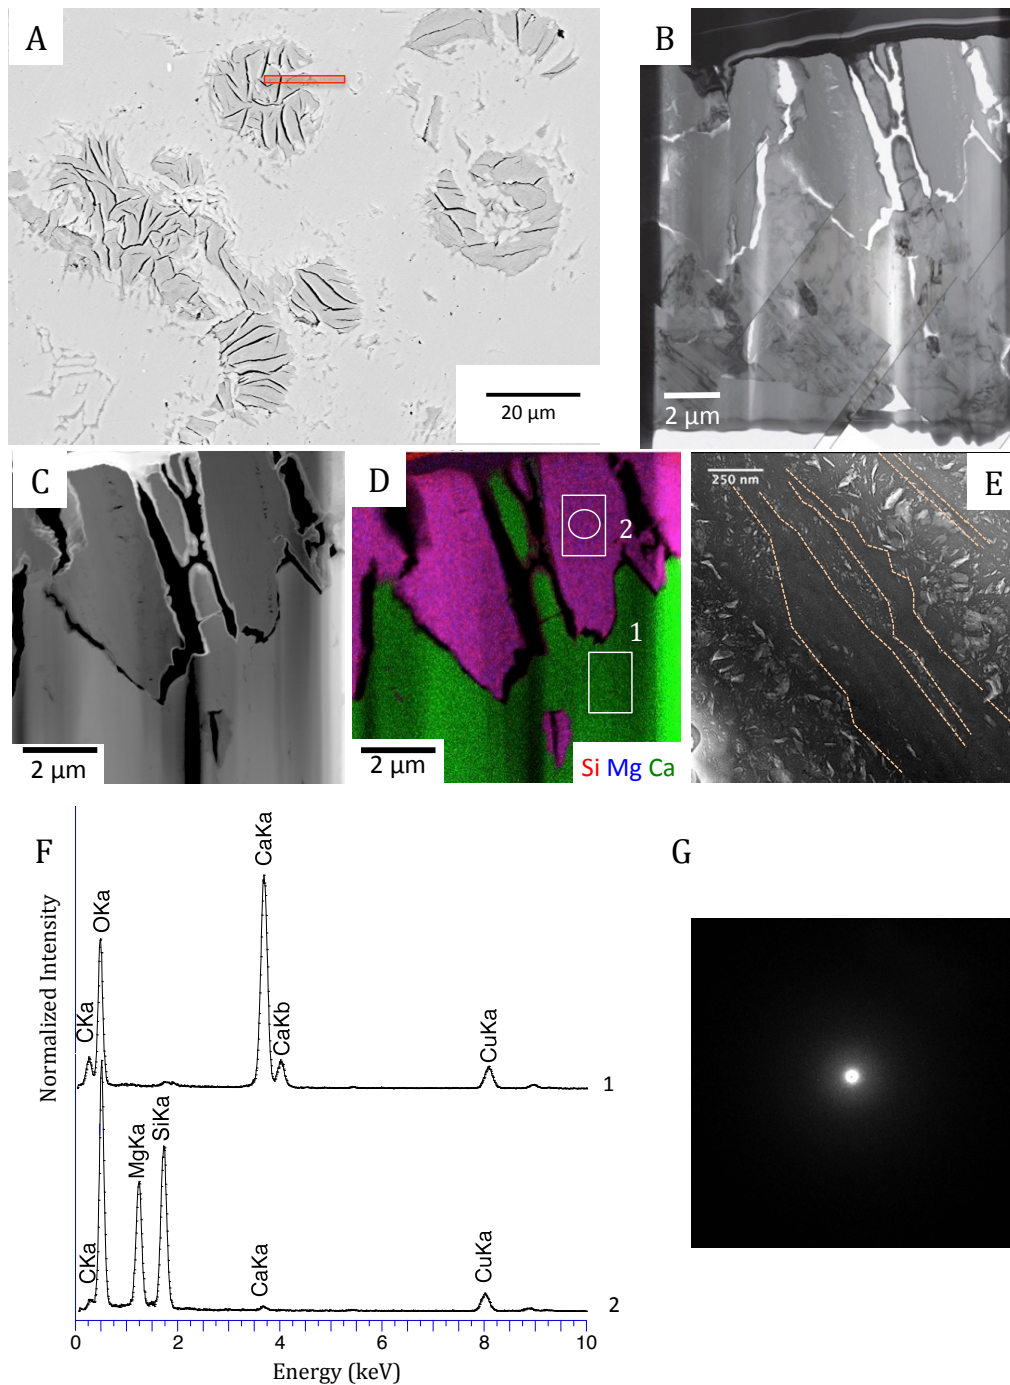 A
20 μm
B
2 μm
C
2 μm
D
2
1
2 μm
Si Mg Ca
250 nm
E
F
Normalized Intensity
CKa
OKa
CaKa
CaKb
CuKa
1
CKa
MgKa
SiKa
CaKa
CuKa
2
0 2 4 6 8 10
Energy (keV)
G